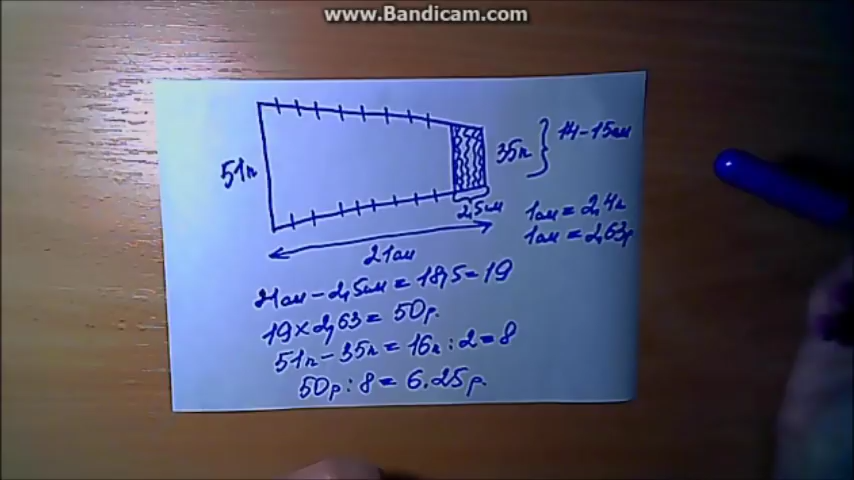 www.Bandicam.com
51п
35п } 14-15см
2,5см
21см
1см = 2,4п
1см = 2,63р
21см - 2,5см = 18,5 = 19
19 × 2,63 = 50р.
51п - 35п = 16п : 2 = 8
50р : 8 = 6.25р.